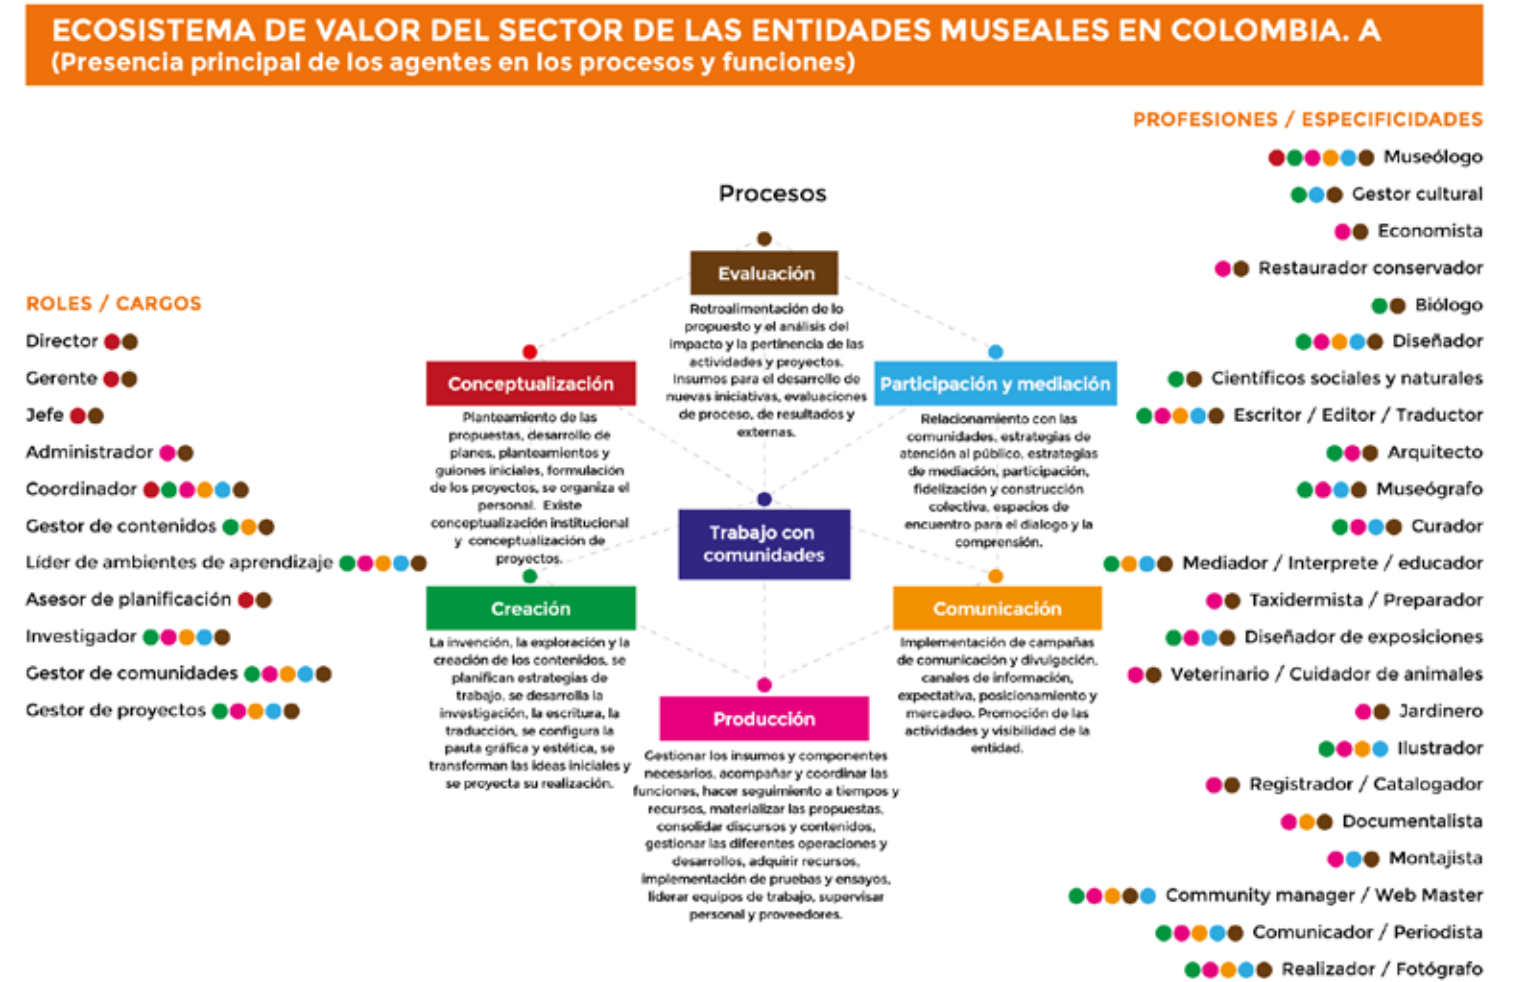 ECOSISTEMA DE VALOR DEL SECTOR DE LAS ENTIDADES MUSEALES EN COLOMBIA. A
(Presencia principal de los agentes en los procesos y funciones)
ROLES / CARGOS
Director
Gerente
Jefe
Administrador
Coordinador
Gestor de contenidos
Líder de ambientes de aprendizaje
Asesor de planificación
Investigador
Gestor de comunidades
Gestor de proyectos
Procesos
Evaluación
Retroalimentación de lo
propuesto y el análisis del
impacto y la pertinencia de las
actividades y proyectos.
Insumos para el desarrollo de
nuevas iniciativas, evaluaciones
de proceso, de resultados y
externas.
Conceptualización
Planteamiento de las
propuestas, desarrollo de
planes, planteamientos y
guiones iniciales, formulación
de los proyectos, se organiza el
personal. Existe
conceptualización institucional
y conceptualización de
proyectos.
Participación y mediación
Relacionamiento con las
comunidades, estrategias de
atención al público, estrategias
de mediación, participación,
fidelización y construcción
colectiva, espacios de
encuentro para el dialogo y la
comprensión.
Trabajo con
comunidades
Creación
La invención, la exploración y la
creación de los contenidos, se
planifican estrategias de
trabajo, se desarrolla la
investigación, la escritura, la
traducción, se configura la
pauta gráfica y estética, se
transforman las ideas iniciales y
se proyecta su realización.
Comunicación
Implementación de campañas
de comunicación y divulgación,
canales de información,
expectativa, posicionamiento y
mercadeo. Promoción de las
actividades y visibilidad de la
entidad.
Producción
Gestionar los insumos y componentes
necesarios, acompañar y coordinar las
funciones, hacer seguimiento a tiempos y
recursos, materializar las propuestas,
consolidar discursos y contenidos,
gestionar las diferentes operaciones y
desarrollos, adquirir recursos,
implementación de pruebas y ensayos,
liderar equipos de trabajo, supervisar
personal y proveedores.
PROFESIONES / ESPECIFICIDADES
Museólogo
Gestor cultural
Economista
Restaurador conservador
Biólogo
Diseñador
Científicos sociales y naturales
Escritor / Editor / Traductor
Arquitecto
Museógrafo
Curador
Mediador / Interprete / educador
Taxidermista / Preparador
Diseñador de exposiciones
Veterinario / Cuidador de animales
Jardinero
Ilustrador
Registrador / Catalogador
Documentalista
Montajista
Community manager / Web Master
Comunicador / Periodista
Realizador / Fotógrafo